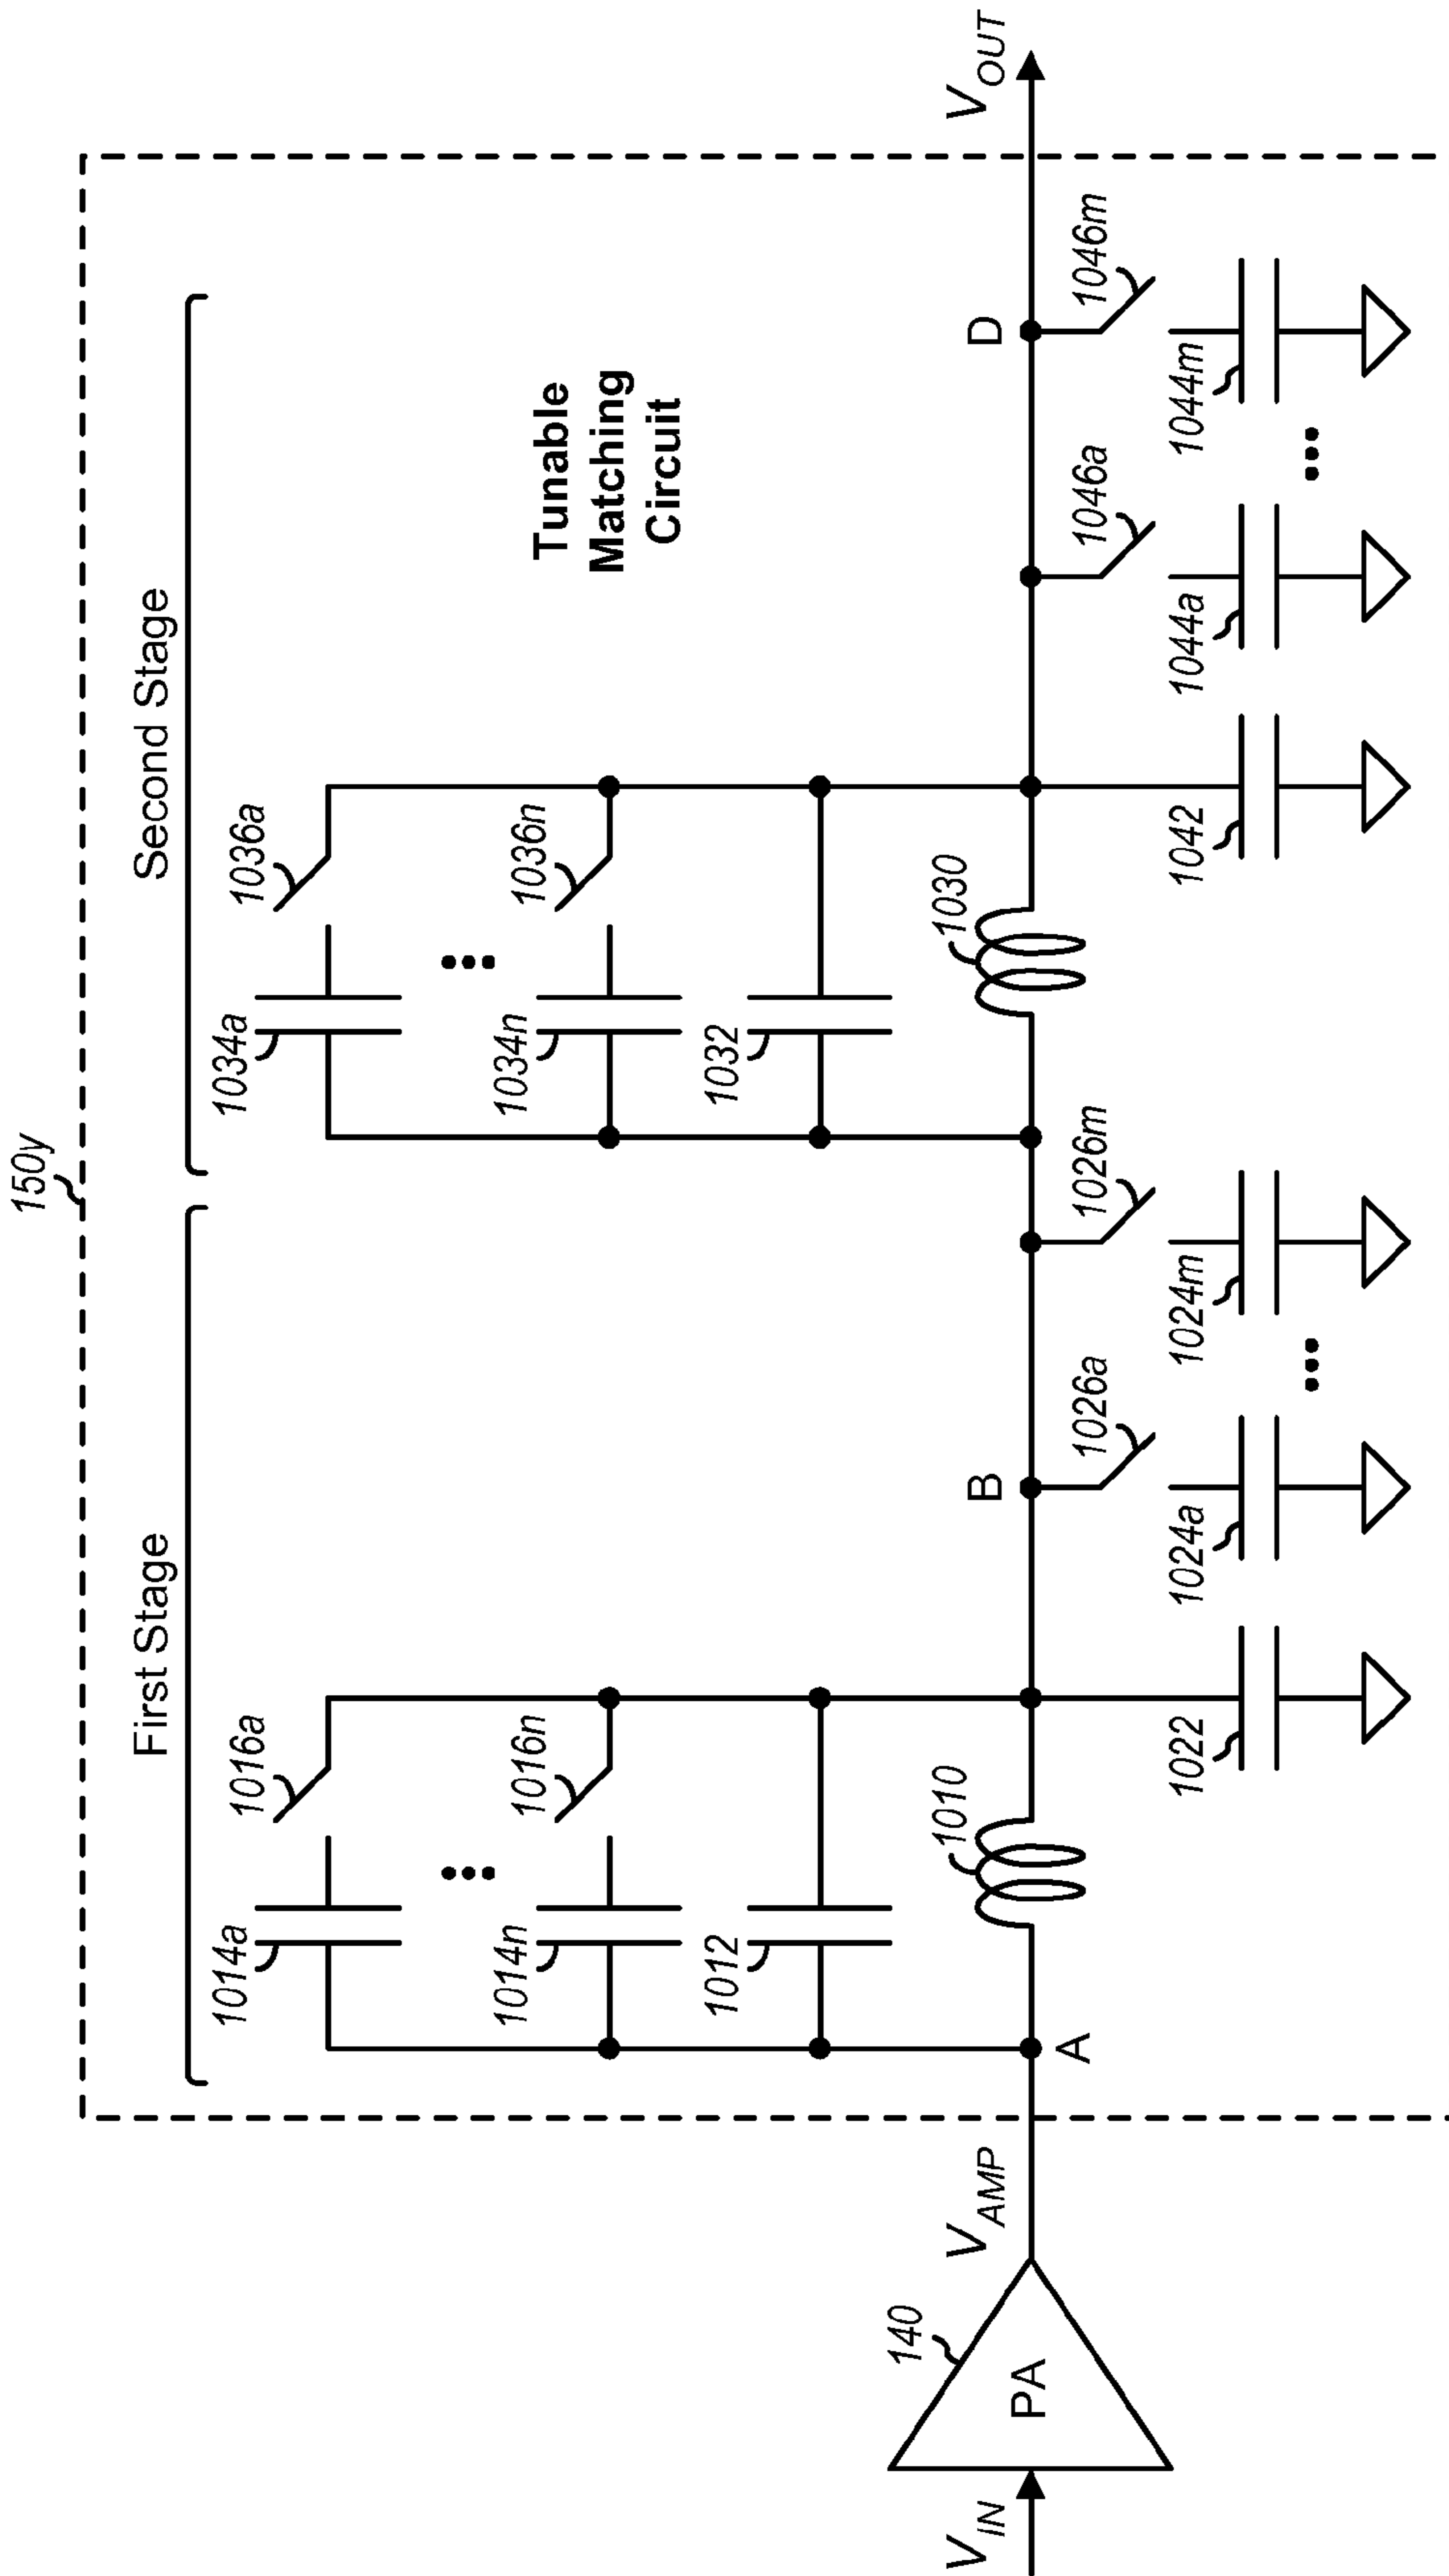 150y
First Stage
Second Stage
1014a
1016a
1034a
1036a
1014n
1016n
1034n
1036n
Tunable
Matching
Circuit
1012
1032
140
V_IN
PA
V_AMP
1010
B
1030
D
V_OUT
A
1026a
1026m
1046a
1046m
1022
1024a
1024m
1042
1044a
1044m